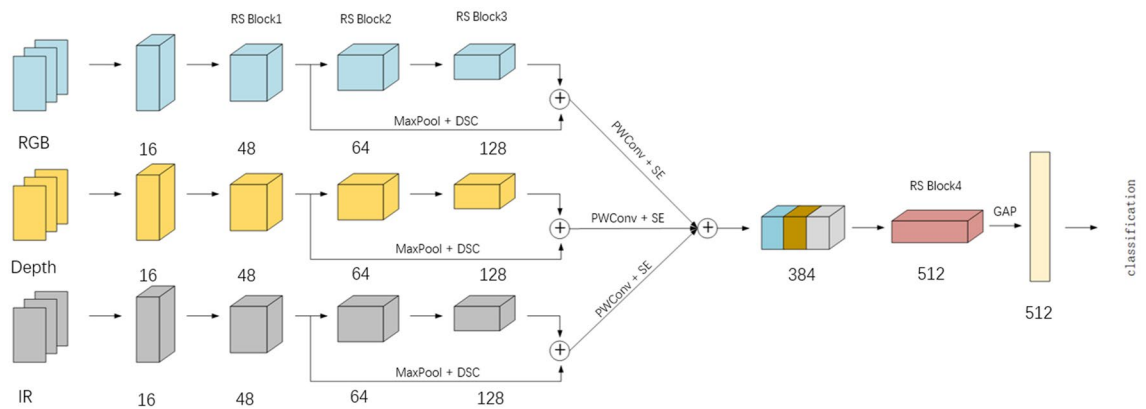 RS Block1 RS Block2 RS Block3
MaxPool + DSC
RGB
16 48 64 128
PWConv + SE
RS Block4
PWConv + SE
GAP
MaxPool + DSC
Depth
16 48 64 128
384 512
512
classification
PWConv + SE
MaxPool + DSC
IR
16 48 64 128